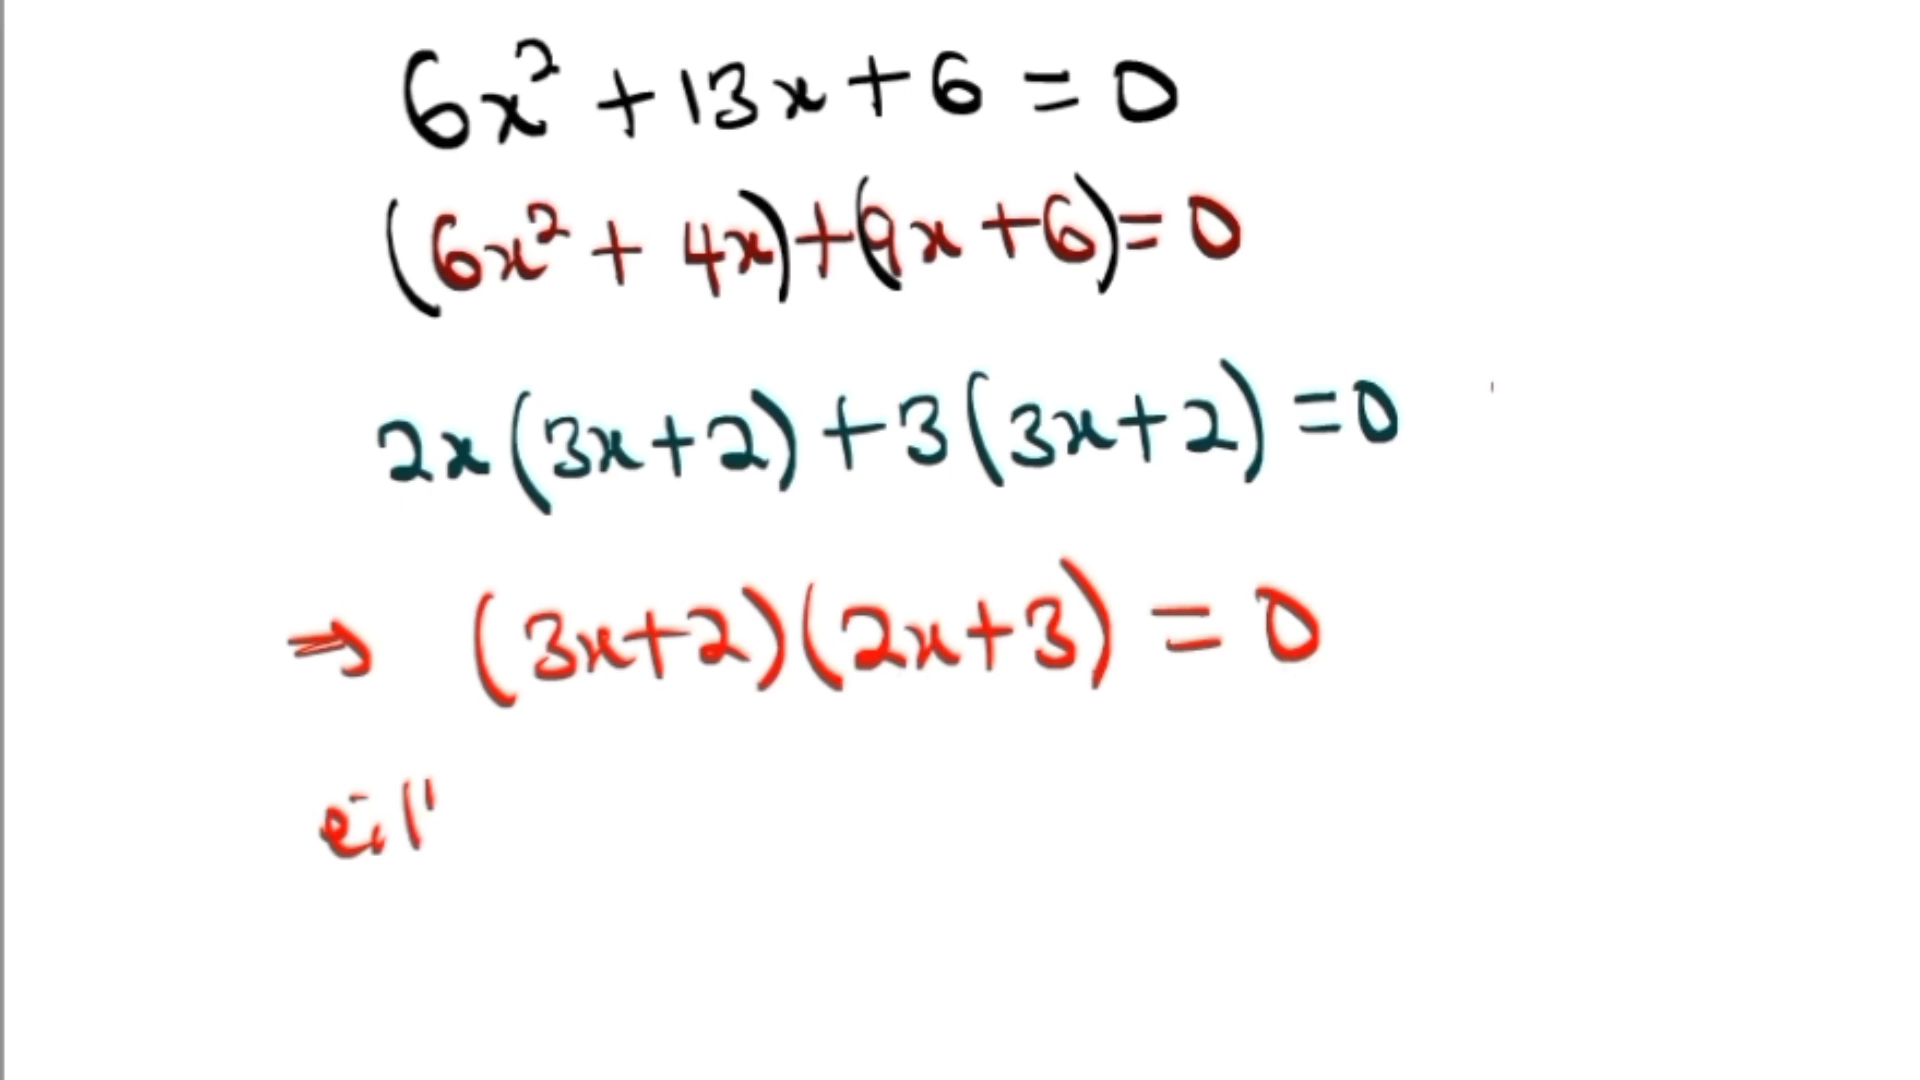 6x² + 13x + 6 = 0
(6x² + 4x) + (9x + 6) = 0
2x(3x+2) + 3(3x+2) = 0
⇒ (3x+2)(2x+3) = 0